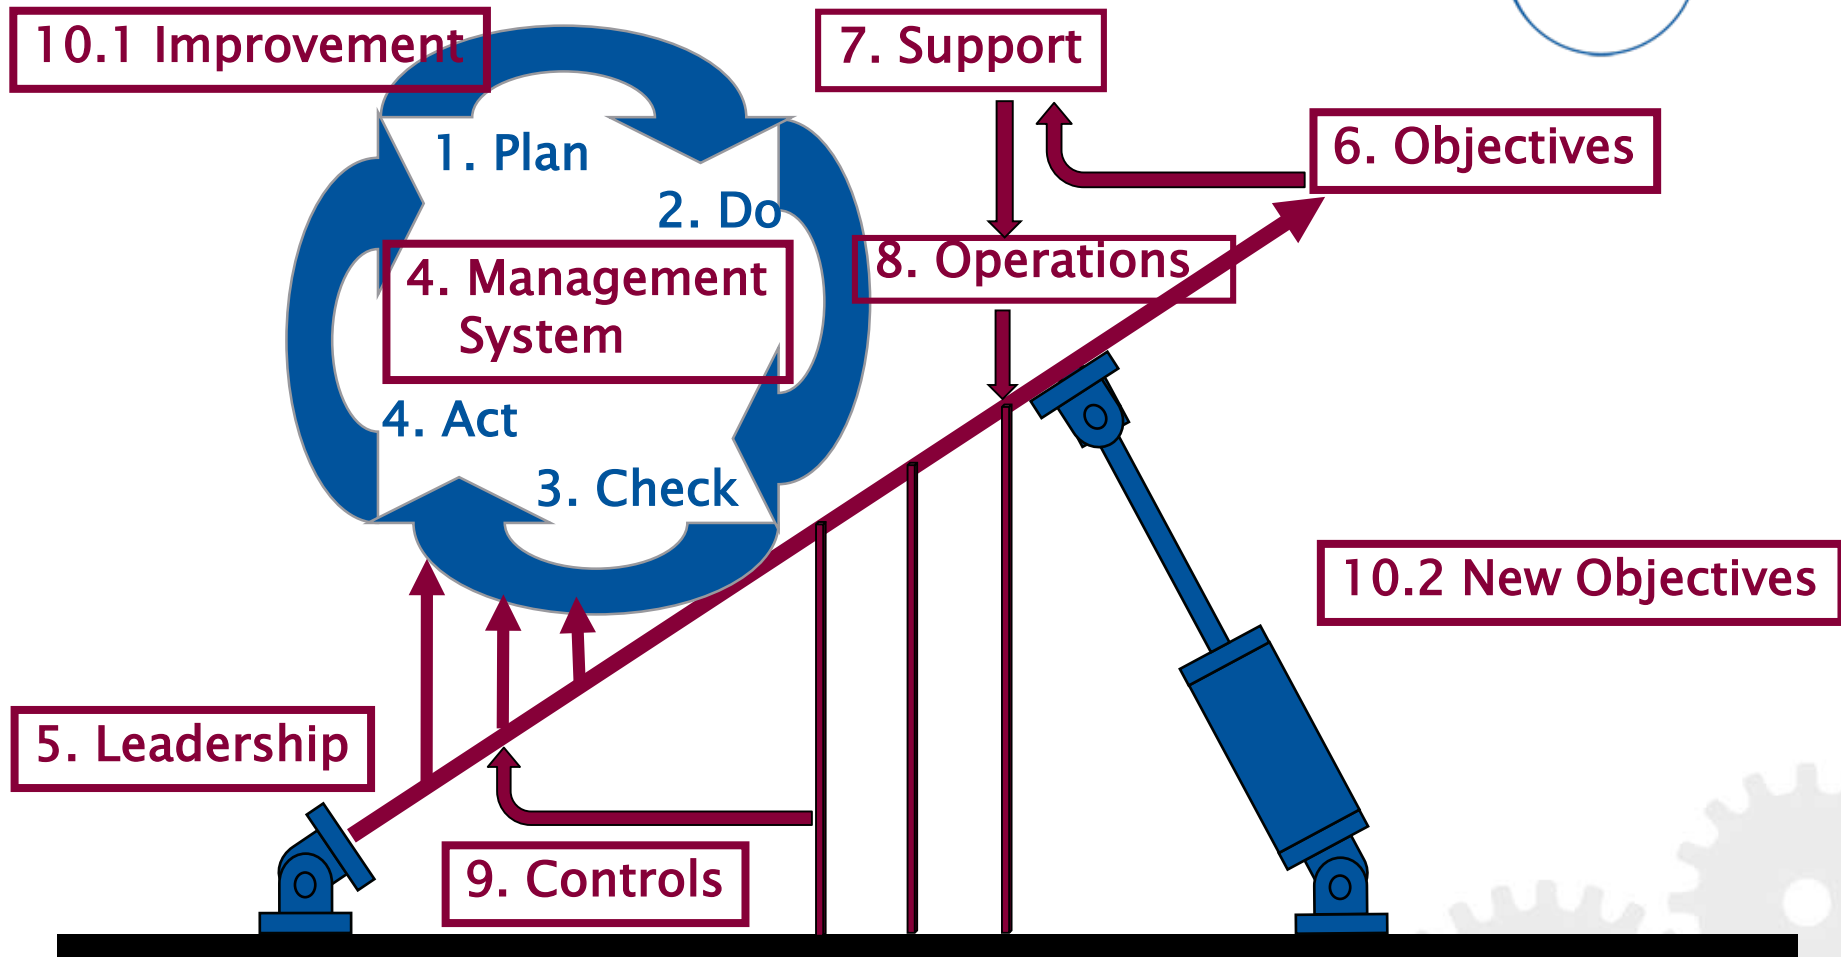 10.1 Improvement
7. Support
6. Objectives
1. Plan
2. Do
8. Operations
4. Management
System
4. Act
3. Check
10.2 New Objectives
5. Leadership
9. Controls